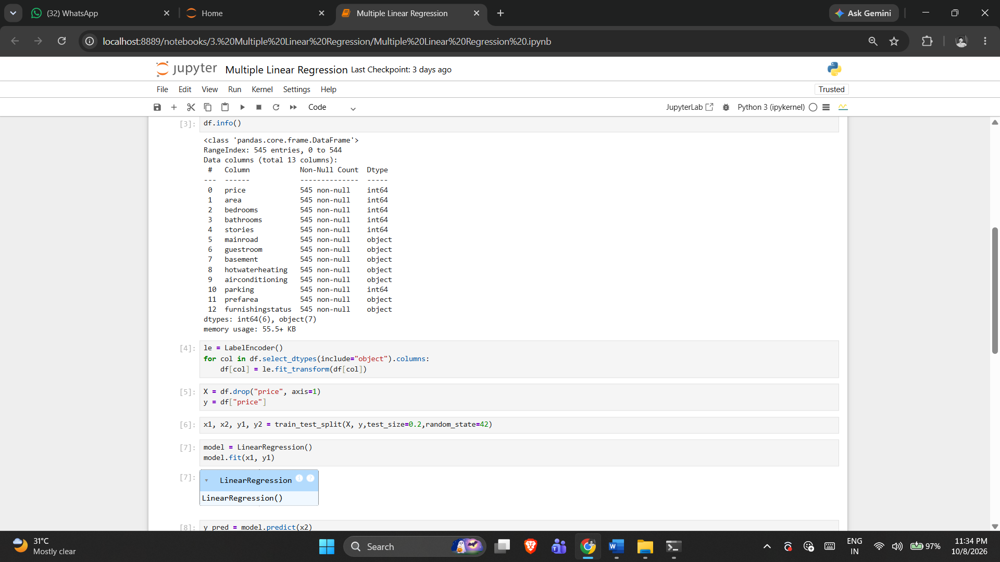 (32) WhatsApp
Home
Multiple Linear Regression
Ask Gemini
localhost:8889/notebooks/3.%20Multiple%20Linear%20Regression/Multiple%20Linear%20Regression%20.ipynb
jupyter Multiple Linear Regression Last Checkpoint: 3 days ago
File Edit View Run Kernel Settings Help Trusted
Code JupyterLab Python 3 (ipykernel)
[3]: df.info()
<class 'pandas.core.frame.DataFrame'>
RangeIndex: 545 entries, 0 to 544
Data columns (total 13 columns):
 #   Column            Non-Null Count  Dtype
---  ------            --------------  -----
 0   price             545 non-null    int64
 1   area              545 non-null    int64
 2   bedrooms          545 non-null    int64
 3   bathrooms         545 non-null    int64
 4   stories           545 non-null    int64
 5   mainroad          545 non-null    object
 6   guestroom         545 non-null    object
 7   basement          545 non-null    object
 8   hotwaterheating   545 non-null    object
 9   airconditioning   545 non-null    object
 10  parking           545 non-null    int64
 11  prefarea          545 non-null    object
 12  furnishingstatus  545 non-null    object
dtypes: int64(6), object(7)
memory usage: 55.5+ KB
[4]: le = LabelEncoder()
for col in df.select_dtypes(include="object").columns:
    df[col] = le.fit_transform(df[col])
[5]: X = df.drop("price", axis=1)
y = df["price"]
[6]: x1, x2, y1, y2 = train_test_split(X, y,test_size=0.2,random_state=42)
[7]: model = LinearRegression()
model.fit(x1, y1)
[7]: LinearRegression i ?
LinearRegression()
[8]: y_pred = model.predict(x2)
31°C
Mostly clear
Search
ENG
IN
97%
11:34 PM
10/8/2026